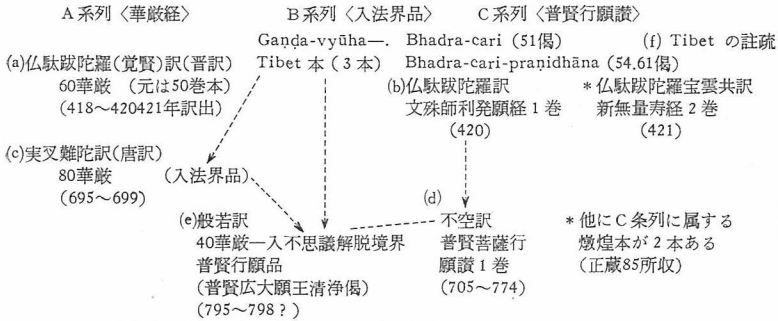 A系列〈華厳経〉 B系列〈入法界品〉 C系列〈普賢行願讃〉
Gaṇḍa-vyūha—. Bhadra-cari (51偈) (f) Tibet の註疏
Tibet 本(3本) Bhadra-cari-praṇidhāna (54.61偈)
(a)仏駄跋陀羅(覚賢)訳(晋訳)
60華厳 (元は50巻本)
(418〜420421年訳出)
(b)仏駄跋陀羅訳
文殊師利発願経1巻
(420)
*仏駄跋陀羅宝雲共訳
新無量寿経2巻
(421)
(c)実叉難陀訳(唐訳)
80華厳
(695〜699)
(入法界品)
(d)
不空訳
普賢菩薩行
願讃1巻
(705〜774)
(e)般若訳
40華厳—入不思議解脱境界
普賢行願品
(普賢広大願王清浄偈)
(795〜798?)
*他にC条列に属する
燉煌本が2本ある
(正蔵85所収)